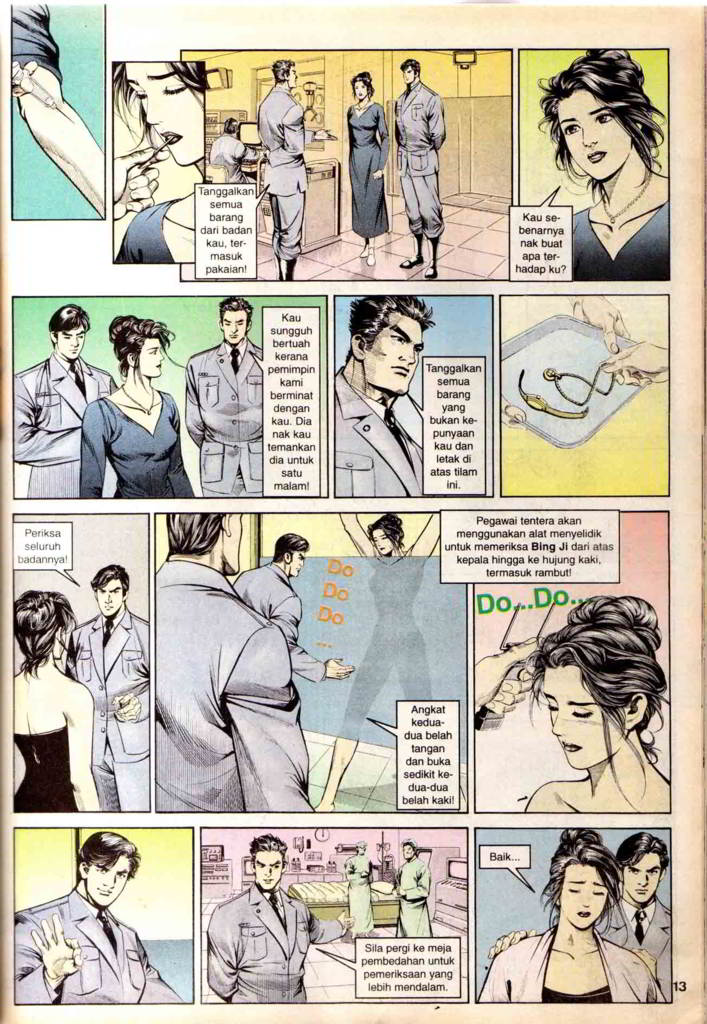 Tanggalkan
semua
barang
dari badan
kau, ter-
masuk
pakaian!
Kau se-
benarnya
nak buat
apa ter-
hadap ku?
Kau
sungguh
bertuah
kerana
pemimpin
kami
berminat
dengan
kau. Dia
nak kau
temankan
dia untuk
satu
malam!
Tanggalkan
semua
barang
yang
bukan ke-
punyaan
kau dan
letak di
atas tilam
ini.
Periksa
seluruh
badannya!
Do
Do
Do
...
Angkat
kedua-
dua belah
tangan
dan buka
sedikit ke-
dua-dua
belah kaki!
Pegawai tentera akan
menggunakan alat menyelidik
untuk memeriksa Bing Ji dari atas
kepala hingga ke hujung kaki,
termasuk rambut!
Do...Do...
Sila pergi ke meja
pembedahan untuk
pemeriksaan yang
lebih mendalam.
Baik...
13